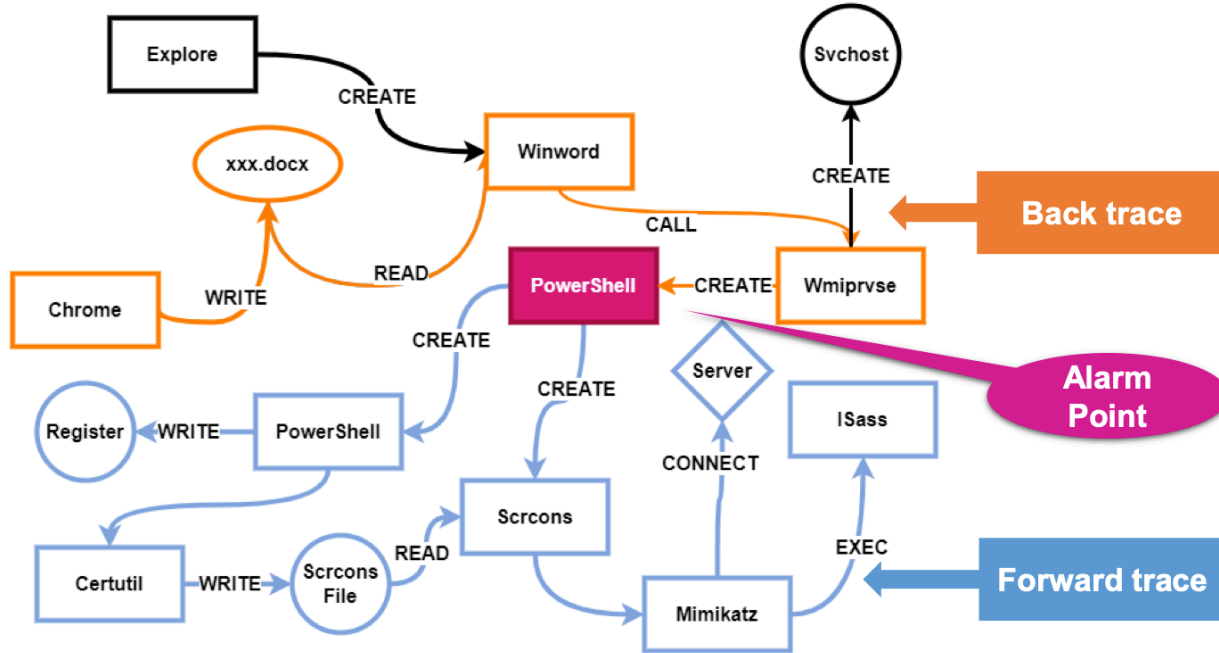 Explore
Svchost
CREATE
xxx.docx
Winword
CREATE
Back trace
CALL
READ
WRITE
PowerShell
CREATE
Wmiprvse
Chrome
CREATE
Server
CREATE
Alarm
Point
Register
WRITE
PowerShell
ISass
CONNECT
Scrcons
READ
EXEC
Certutil
WRITE
Scrcons
File
Forward trace
Mimikatz